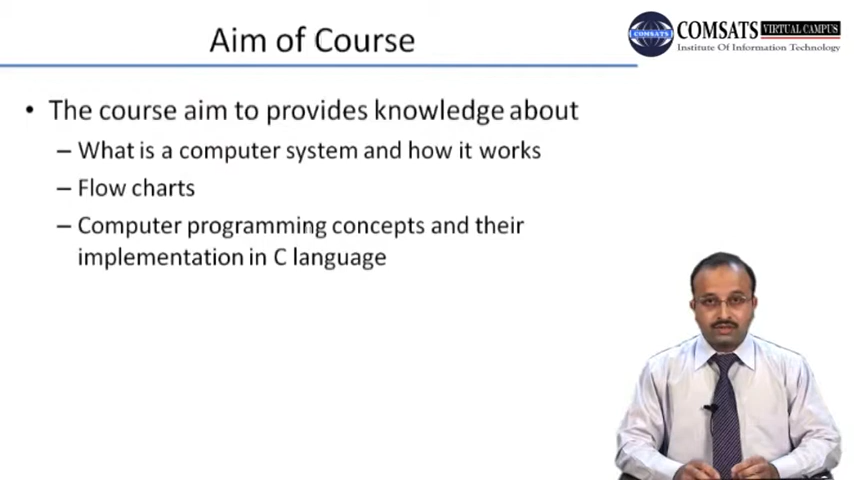 Aim of Course
COMSATS VIRTUAL CAMPUS
Institute Of Information Technology
COMSATS
• The course aim to provides knowledge about
– What is a computer system and how it works
– Flow charts
– Computer programming concepts and their
implementation in C language